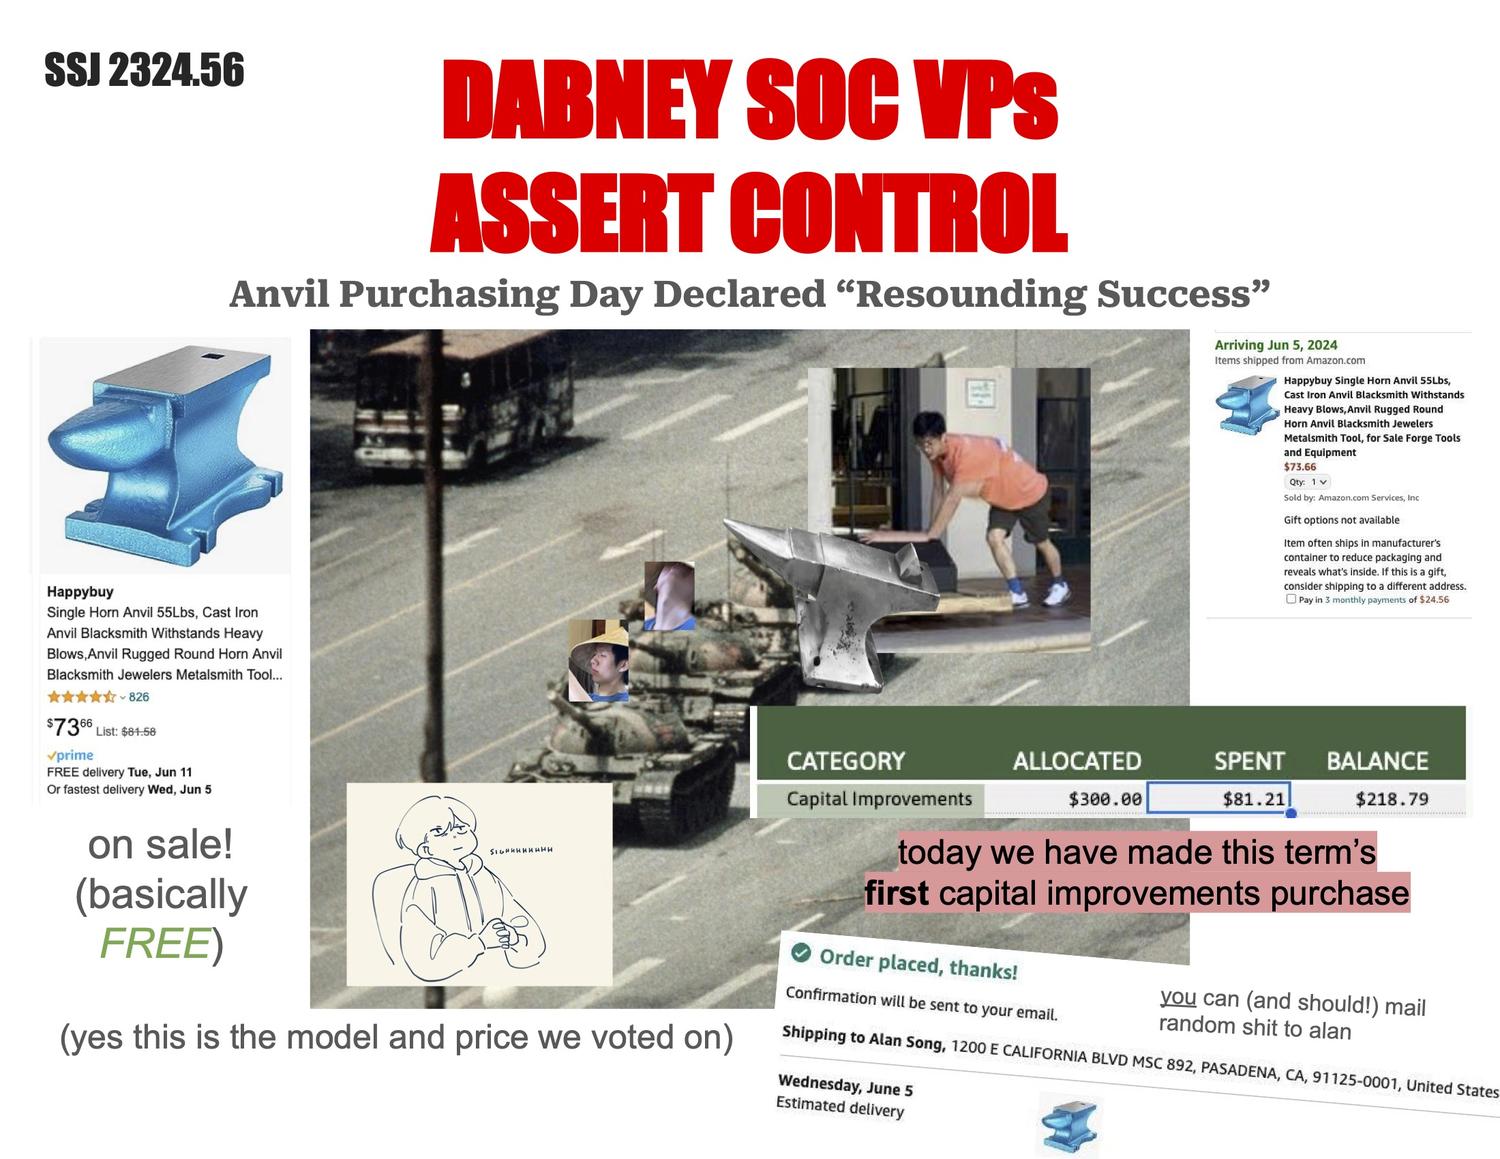 SSJ 2324.56
DABNEY SOC VPs
ASSERT CONTROL
Anvil Purchasing Day Declared “Resounding Success”
Happybuy
Single Horn Anvil 55Lbs, Cast Iron
Anvil Blacksmith Withstands Heavy
Blows,Anvil Rugged Round Horn Anvil
Blacksmith Jewelers Metalsmith Tool...
826
$7366 List: $81.58
prime
FREE delivery Tue, Jun 11
Or fastest delivery Wed, Jun 5
on sale!
(basically
FREE)
SIGHHHHHHHH
Arriving Jun 5, 2024
Items shipped from Amazon.com
Happybuy Single Horn Anvil 55Lbs,
Cast Iron Anvil Blacksmith Withstands
Heavy Blows,Anvil Rugged Round
Horn Anvil Blacksmith Jewelers
Metalsmith Tool, for Sale Forge Tools
and Equipment
$73.66
Qty: 1
Sold by: Amazon.com Services, Inc
Gift options not available
Item often ships in manufacturer's
container to reduce packaging and
reveals what's inside. If this is a gift,
consider shipping to a different address.
Pay in 3 monthly payments of $24.56
CATEGORY ALLOCATED SPENT BALANCE
Capital Improvements $300.00 $81.21 $218.79
today we have made this term’s
first capital improvements purchase
(yes this is the model and price we voted on)
Order placed, thanks!
Confirmation will be sent to your email.
Shipping to Alan Song, 1200 E CALIFORNIA BLVD MSC 892, PASADENA, CA, 91125-0001, United States
Wednesday, June 5
Estimated delivery
you can (and should!) mail
random shit to alan